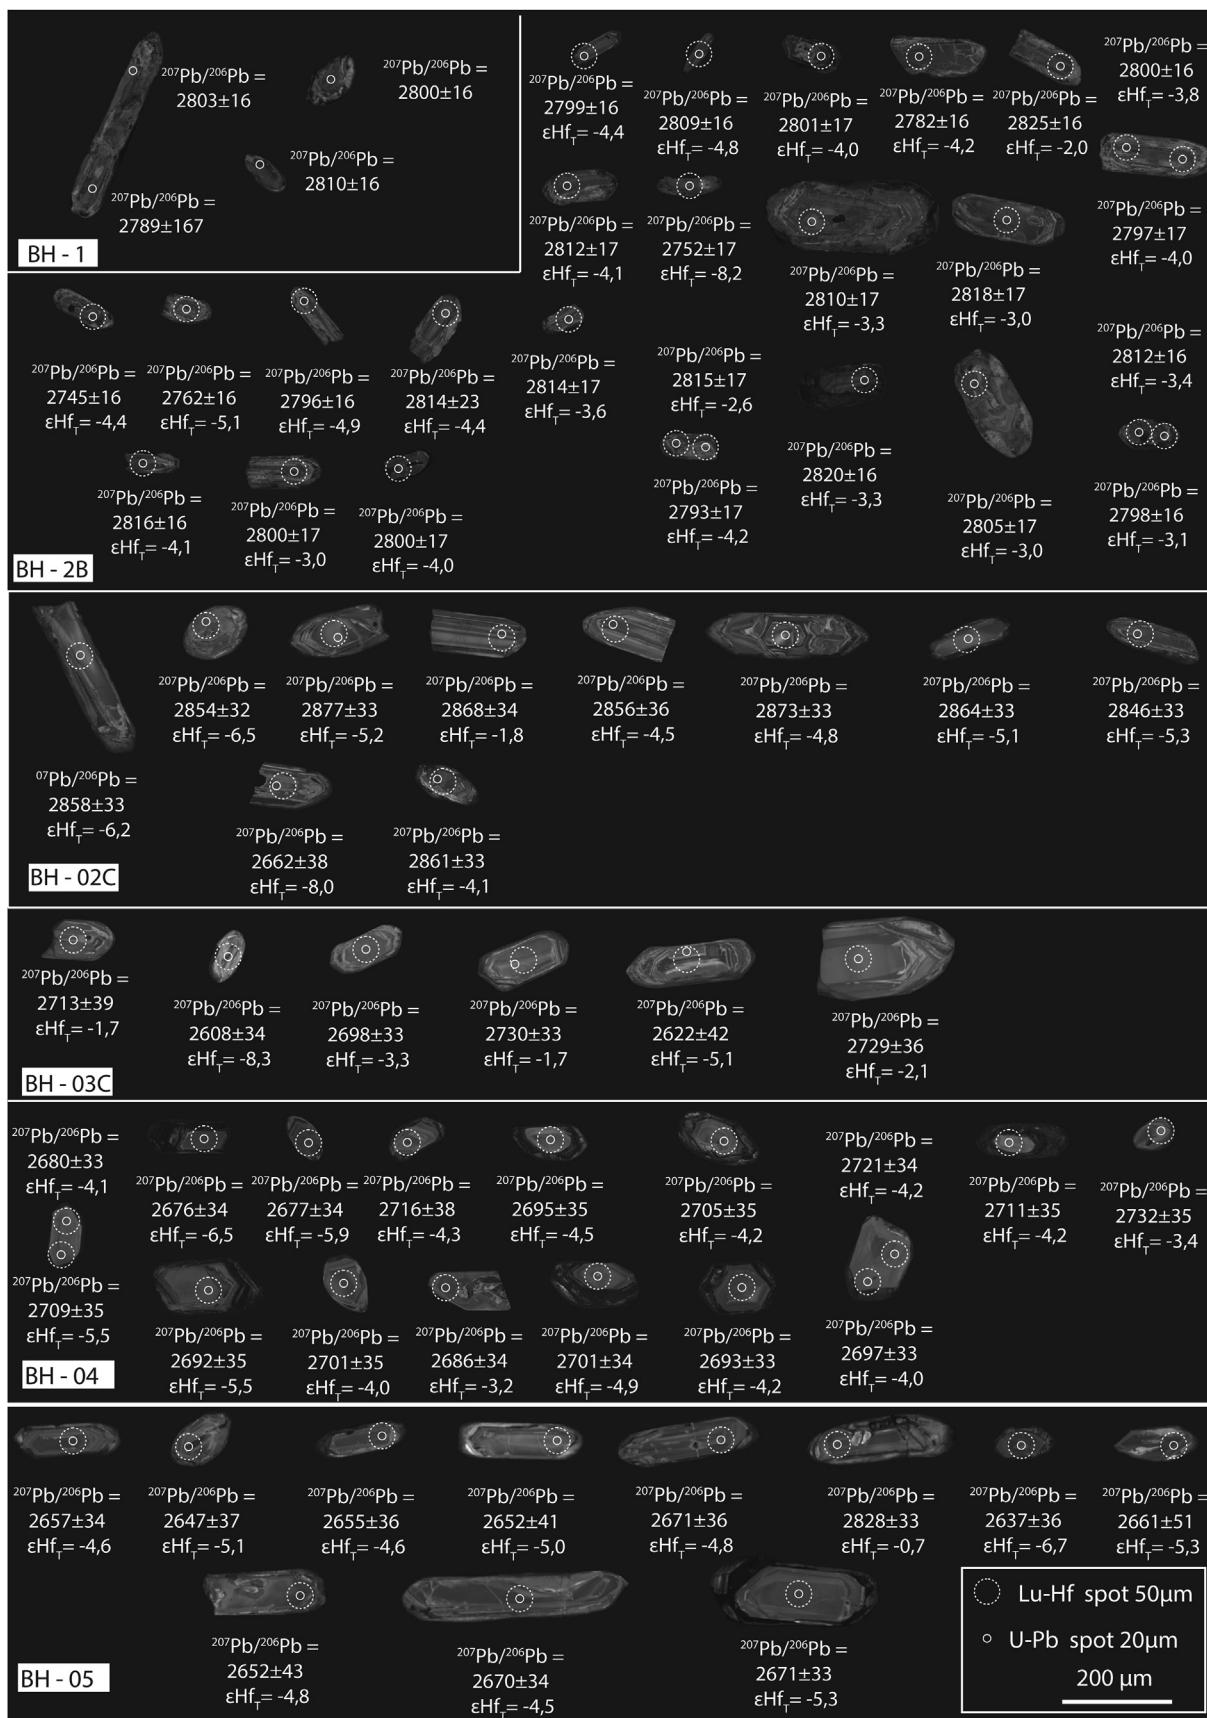 ²⁰⁷Pb/²⁰⁶Pb =
2803±16
²⁰⁷Pb/²⁰⁶Pb =
2800±16
²⁰⁷Pb/²⁰⁶Pb =
2810±16
²⁰⁷Pb/²⁰⁶Pb =
2789±167
BH - 1
²⁰⁷Pb/²⁰⁶Pb =
2799±16
εHf_T= -4,4
²⁰⁷Pb/²⁰⁶Pb =
2809±16
εHf_T= -4,8
²⁰⁷Pb/²⁰⁶Pb =
2801±17
εHf_T= -4,0
²⁰⁷Pb/²⁰⁶Pb =
2782±16
εHf_T= -4,2
²⁰⁷Pb/²⁰⁶Pb =
2825±16
εHf_T= -2,0
²⁰⁷Pb/²⁰⁶Pb =
2800±16
εHf_T= -3,8
²⁰⁷Pb/²⁰⁶Pb =
2812±17
εHf_T= -4,1
²⁰⁷Pb/²⁰⁶Pb =
2752±17
εHf_T= -8,2
²⁰⁷Pb/²⁰⁶Pb =
2810±17
εHf_T= -3,3
²⁰⁷Pb/²⁰⁶Pb =
2818±17
εHf_T= -3,0
²⁰⁷Pb/²⁰⁶Pb =
2797±17
εHf_T= -4,0
²⁰⁷Pb/²⁰⁶Pb =
2745±16
εHf_T= -4,4
²⁰⁷Pb/²⁰⁶Pb =
2762±16
εHf_T= -5,1
²⁰⁷Pb/²⁰⁶Pb =
2796±16
εHf_T= -4,9
²⁰⁷Pb/²⁰⁶Pb =
2814±23
εHf_T= -4,4
²⁰⁷Pb/²⁰⁶Pb =
2814±17
εHf_T= -3,6
²⁰⁷Pb/²⁰⁶Pb =
2815±17
εHf_T= -2,6
²⁰⁷Pb/²⁰⁶Pb =
2812±16
εHf_T= -3,4
²⁰⁷Pb/²⁰⁶Pb =
2816±16
εHf_T= -4,1
²⁰⁷Pb/²⁰⁶Pb =
2800±17
εHf_T= -3,0
²⁰⁷Pb/²⁰⁶Pb =
2800±17
εHf_T= -4,0
²⁰⁷Pb/²⁰⁶Pb =
2793±17
εHf_T= -4,2
²⁰⁷Pb/²⁰⁶Pb =
2820±16
εHf_T= -3,3
²⁰⁷Pb/²⁰⁶Pb =
2805±17
εHf_T= -3,0
²⁰⁷Pb/²⁰⁶Pb =
2798±16
εHf_T= -3,1
BH - 2B
²⁰⁷Pb/²⁰⁶Pb =
2854±32
εHf_T= -6,5
²⁰⁷Pb/²⁰⁶Pb =
2877±33
εHf_T= -5,2
²⁰⁷Pb/²⁰⁶Pb =
2868±34
εHf_T= -1,8
²⁰⁷Pb/²⁰⁶Pb =
2856±36
εHf_T= -4,5
²⁰⁷Pb/²⁰⁶Pb =
2873±33
εHf_T= -4,8
²⁰⁷Pb/²⁰⁶Pb =
2864±33
εHf_T= -5,1
²⁰⁷Pb/²⁰⁶Pb =
2846±33
εHf_T= -5,3
⁰⁷Pb/²⁰⁶Pb =
2858±33
εHf_T= -6,2
²⁰⁷Pb/²⁰⁶Pb =
2662±38
εHf_T= -8,0
²⁰⁷Pb/²⁰⁶Pb =
2861±33
εHf_T= -4,1
BH - 02C
²⁰⁷Pb/²⁰⁶Pb =
2713±39
εHf_T= -1,7
²⁰⁷Pb/²⁰⁶Pb =
2608±34
εHf_T= -8,3
²⁰⁷Pb/²⁰⁶Pb =
2698±33
εHf_T= -3,3
²⁰⁷Pb/²⁰⁶Pb =
2730±33
εHf_T= -1,7
²⁰⁷Pb/²⁰⁶Pb =
2622±42
εHf_T= -5,1
²⁰⁷Pb/²⁰⁶Pb =
2729±36
εHf_T= -2,1
BH - 03C
²⁰⁷Pb/²⁰⁶Pb =
2680±33
εHf_T= -4,1
²⁰⁷Pb/²⁰⁶Pb =
2676±34
εHf_T= -6,5
²⁰⁷Pb/²⁰⁶Pb =
2677±34
εHf_T= -5,9
²⁰⁷Pb/²⁰⁶Pb =
2716±38
εHf_T= -4,3
²⁰⁷Pb/²⁰⁶Pb =
2695±35
εHf_T= -4,5
²⁰⁷Pb/²⁰⁶Pb =
2705±35
εHf_T= -4,2
²⁰⁷Pb/²⁰⁶Pb =
2721±34
εHf_T= -4,2
²⁰⁷Pb/²⁰⁶Pb =
2711±35
εHf_T= -4,2
²⁰⁷Pb/²⁰⁶Pb =
2732±35
εHf_T= -3,4
²⁰⁷Pb/²⁰⁶Pb =
2709±35
εHf_T= -5,5
²⁰⁷Pb/²⁰⁶Pb =
2692±35
εHf_T= -5,5
²⁰⁷Pb/²⁰⁶Pb =
2701±35
εHf_T= -4,0
²⁰⁷Pb/²⁰⁶Pb =
2686±34
εHf_T= -3,2
²⁰⁷Pb/²⁰⁶Pb =
2701±34
εHf_T= -4,9
²⁰⁷Pb/²⁰⁶Pb =
2693±33
εHf_T= -4,2
²⁰⁷Pb/²⁰⁶Pb =
2697±33
εHf_T= -4,0
BH - 04
²⁰⁷Pb/²⁰⁶Pb =
2657±34
εHf_T= -4,6
²⁰⁷Pb/²⁰⁶Pb =
2647±37
εHf_T= -5,1
²⁰⁷Pb/²⁰⁶Pb =
2655±36
εHf_T= -4,6
²⁰⁷Pb/²⁰⁶Pb =
2652±41
εHf_T= -5,0
²⁰⁷Pb/²⁰⁶Pb =
2671±36
εHf_T= -4,8
²⁰⁷Pb/²⁰⁶Pb =
2828±33
εHf_T= -0,7
²⁰⁷Pb/²⁰⁶Pb =
2637±36
εHf_T= -6,7
²⁰⁷Pb/²⁰⁶Pb =
2661±51
εHf_T= -5,3
²⁰⁷Pb/²⁰⁶Pb =
2652±43
εHf_T= -4,8
²⁰⁷Pb/²⁰⁶Pb =
2670±34
εHf_T= -4,5
²⁰⁷Pb/²⁰⁶Pb =
2671±33
εHf_T= -5,3
BH - 05
Lu-Hf spot 50μm
U-Pb spot 20μm
200 μm